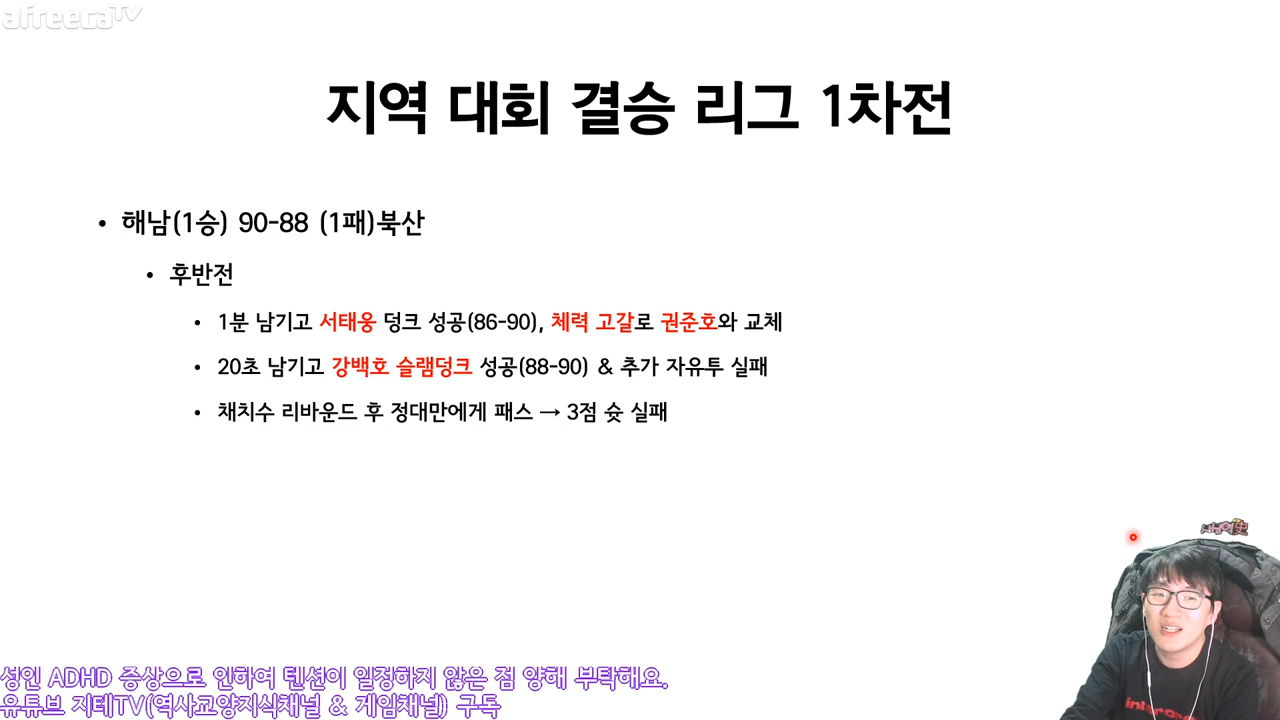 afreecaTV
지역 대회 결승 리그 1차전
• 해남(1승) 90-88 (1패)북산
• 후반전
• 1분 남기고 서태웅 덩크 성공(86-90), 체력 고갈로 권준호와 교체
• 20초 남기고 강백호 슬램덩크 성공(88-90) & 추가 자유투 실패
• 채치수 리바운드 후 정대만에게 패스 → 3점 슛 실패
성인 ADHD 증상으로 인하여 텐션이 일정하지 않은 점 양해 부탁해요.
유튜브 지테TV(역사교양지식채널 & 게임채널) 구독